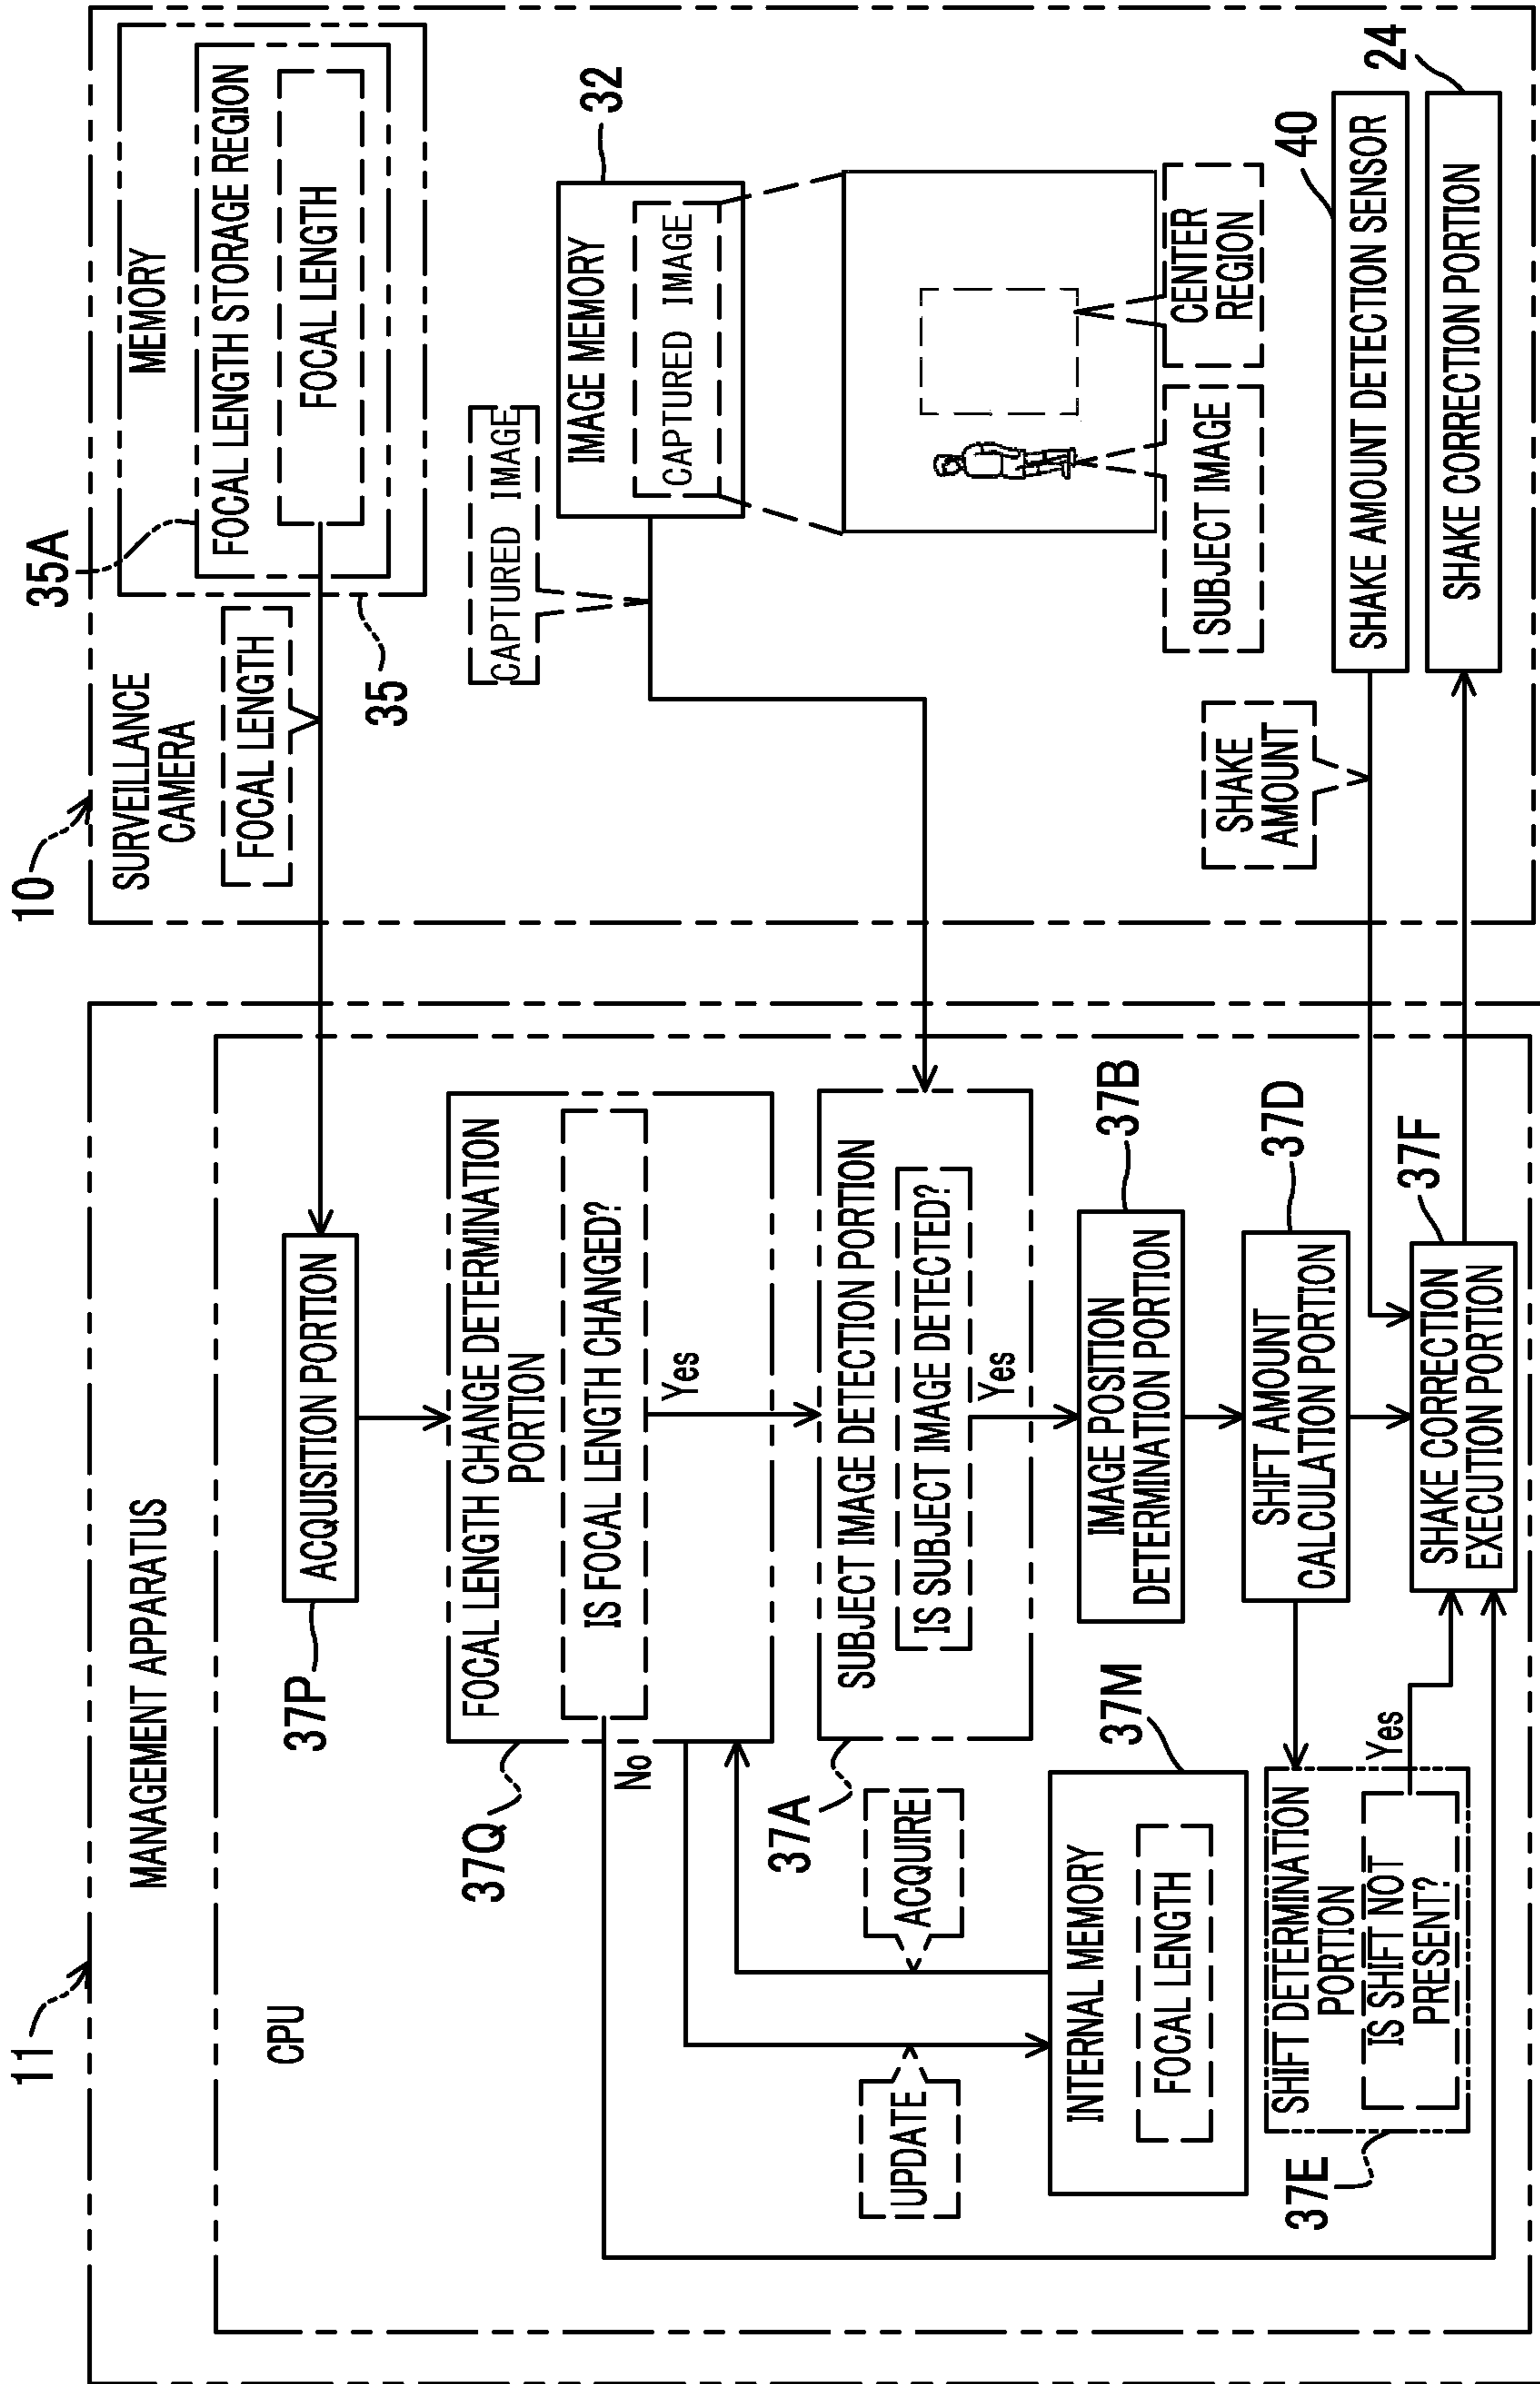 11
MANAGEMENT APPARATUS
CPU
37P
ACQUISITION PORTION
37Q
FOCAL LENGTH CHANGE DETERMINATION
PORTION
IS FOCAL LENGTH CHANGED?
No
Yes
37A
SUBJECT IMAGE DETECTION PORTION
IS SUBJECT IMAGE DETECTED?
Yes
UPDATE
ACQUIRE
37M
INTERNAL MEMORY
FOCAL LENGTH
37B
IMAGE POSITION
DETERMINATION PORTION
37D
SHIFT AMOUNT
CALCULATION PORTION
37E
SHIFT DETERMINATION
PORTION
IS SHIFT NOT
PRESENT?
Yes
37F
SHAKE CORRECTION
EXECUTION PORTION
10
SURVEILLANCE
CAMERA
FOCAL LENGTH
35A
35
MEMORY
FOCAL LENGTH STORAGE REGION
FOCAL LENGTH
CAPTURED IMAGE
32
IMAGE MEMORY
CAPTURED IMAGE
SUBJECT IMAGE
CENTER
REGION
SHAKE
AMOUNT
40
SHAKE AMOUNT DETECTION SENSOR
24
SHAKE CORRECTION PORTION